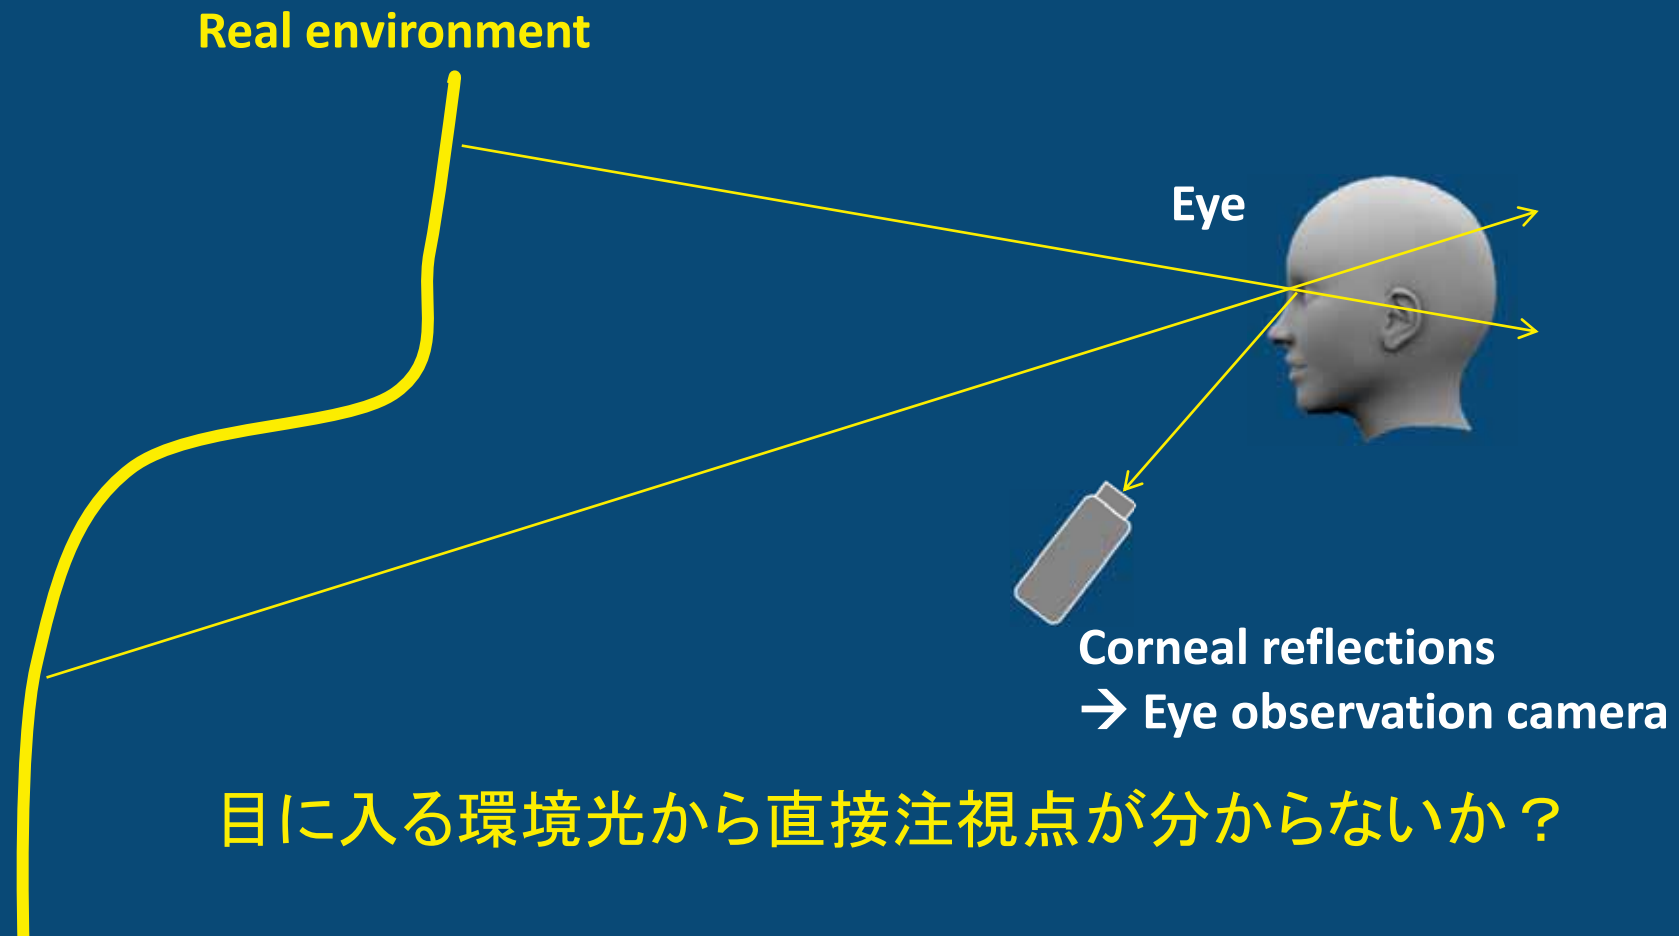 Real environment
Eye
Corneal reflections
→ Eye observation camera
目に入る環境光から直接注視点が分からないか？